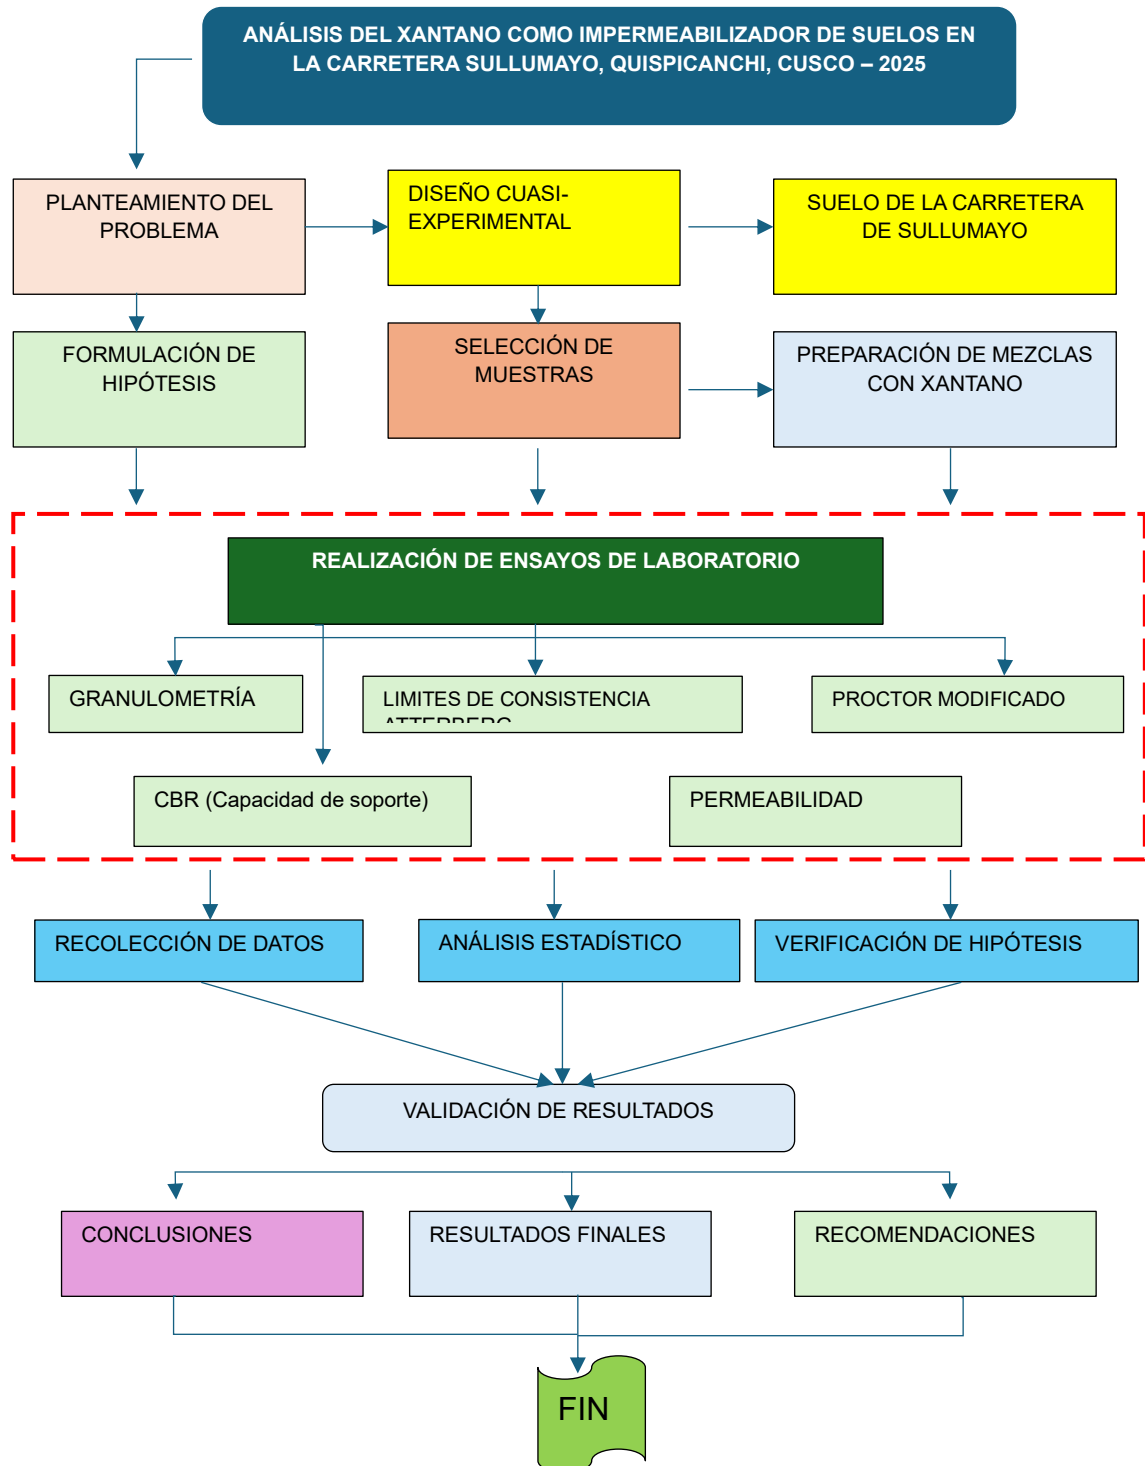 ANÁLISIS DEL XANTANO COMO IMPERMEABILIZADOR DE SUELOS EN
LA CARRETERA SULLUMAYO, QUISPICANCHI, CUSCO – 2025
PLANTEAMIENTO DEL
PROBLEMA
DISEÑO CUASI-
EXPERIMENTAL
SUELO DE LA CARRETERA
DE SULLUMAYO
FORMULACIÓN DE
HIPÓTESIS
SELECCIÓN DE
MUESTRAS
PREPARACIÓN DE MEZCLAS
CON XANTANO
REALIZACIÓN DE ENSAYOS DE LABORATORIO
GRANULOMETRÍA
LIMITES DE CONSISTENCIA
ATTERBERG
PROCTOR MODIFICADO
CBR (Capacidad de soporte)
PERMEABILIDAD
RECOLECCIÓN DE DATOS
ANÁLISIS ESTADÍSTICO
VERIFICACIÓN DE HIPÓTESIS
VALIDACIÓN DE RESULTADOS
CONCLUSIONES
RESULTADOS FINALES
RECOMENDACIONES
FIN